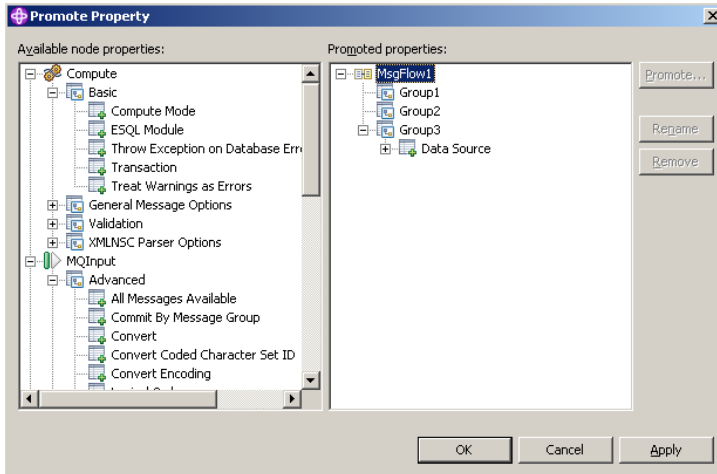 Promote Property
Available node properties:
Compute
Basic
Compute Mode
ESQL Module
Throw Exception on Database Erro
Transaction
Treat Warnings as Errors
General Message Options
Validation
XMLNSC Parser Options
MQInput
Advanced
All Messages Available
Commit By Message Group
Convert
Convert Coded Character Set ID
Convert Encoding
Promoted properties:
MsgFlow1
Group1
Group2
Group3
Data Source
Promote...
Rename
Remove
OK
Cancel
Apply